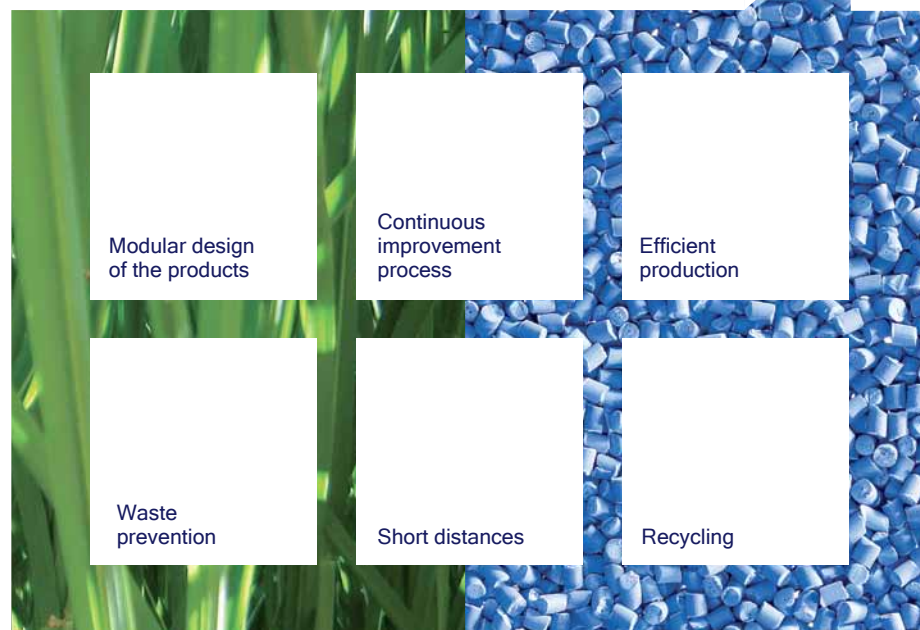 Modular design
of the products
Continuous
improvement
process
Efficient
production
Waste
prevention
Short distances
Recycling